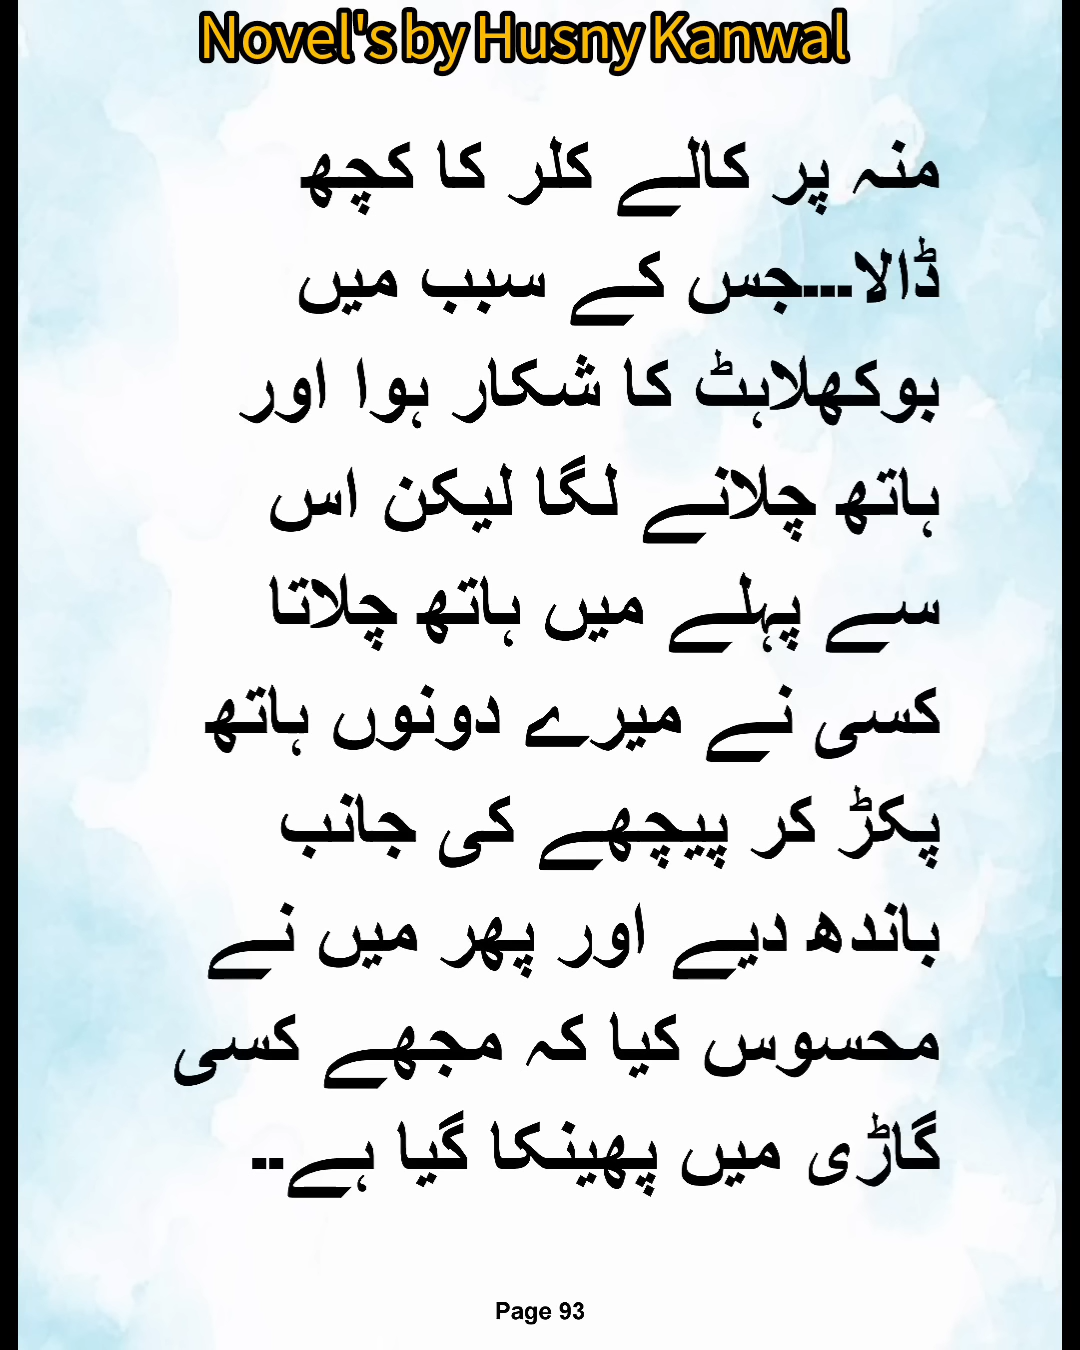 Novel's by Husny Kanwal
منہ پر کالے کلر کا کچھ
ڈالا---جس کے سبب میں
بوکھلاہٹ کا شکار ہوا اور
ہاتھ چلانے لگا لیکن اس
سے پہلے میں ہاتھ چلاتا
کسی نے میرے دونوں ہاتھ
پکڑ کر پیچھے کی جانب
باندھ دیے اور پھر میں نے
محسوس کیا کہ مجھے کسی
گاڑی میں پھینکا گیا ہے--
Page 93